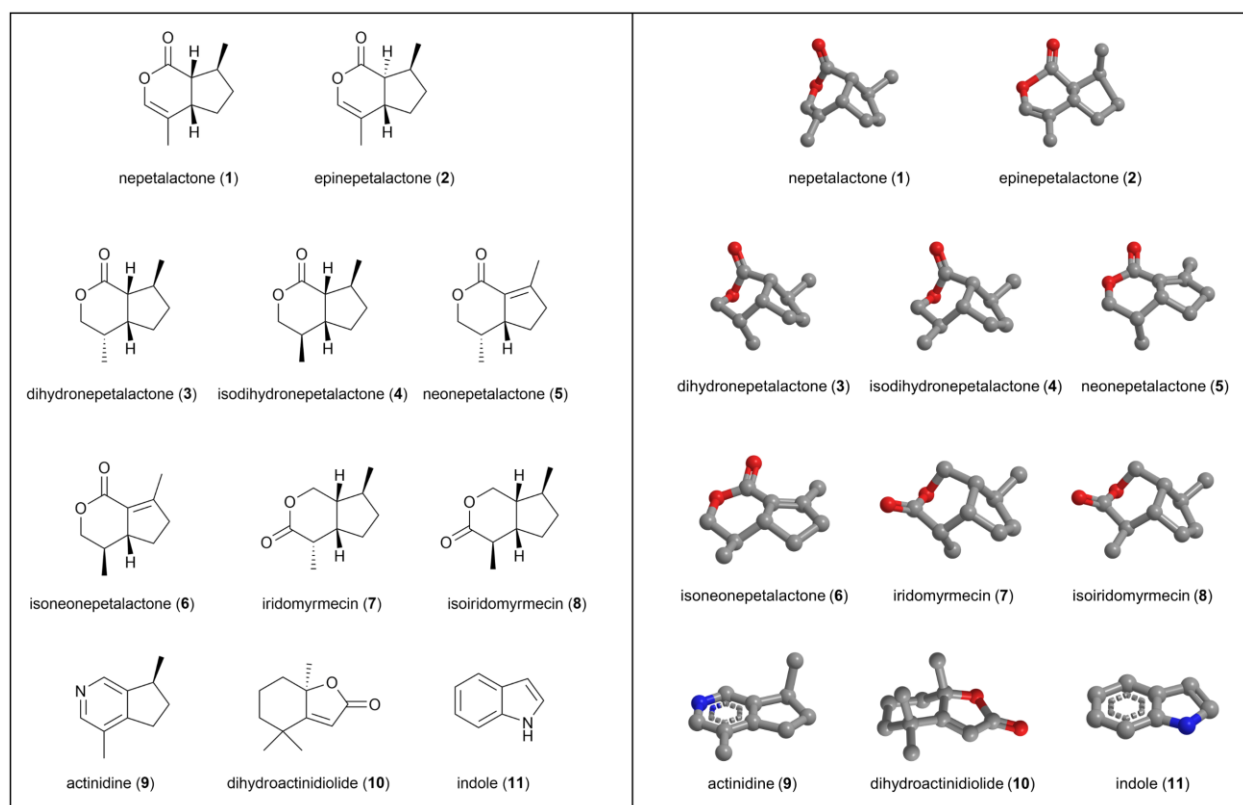 O
H
O
H
nepetalactone (1)
O
H
O
H
epinepetalactone (2)
nepetalactone (1)
epinepetalactone (2)
O
H
O
H
dihydronepetalactone (3)
O
H
O
H
isodihydronepetalactone (4)
O
O
H
neonepetalactone (5)
dihydronepetalactone (3)
isodihydronepetalactone (4)
neonepetalactone (5)
O
O
H
isoneonepetalactone (6)
H
O
O
H
iridomyrmecin (7)
H
O
O
H
isoiridomyrmecin (8)
isoneonepetalactone (6)
iridomyrmecin (7)
isoiridomyrmecin (8)
N
actinidine (9)
O
O
dihydroactinidiolide (10)
N
H
indole (11)
actinidine (9)
dihydroactinidiolide (10)
indole (11)